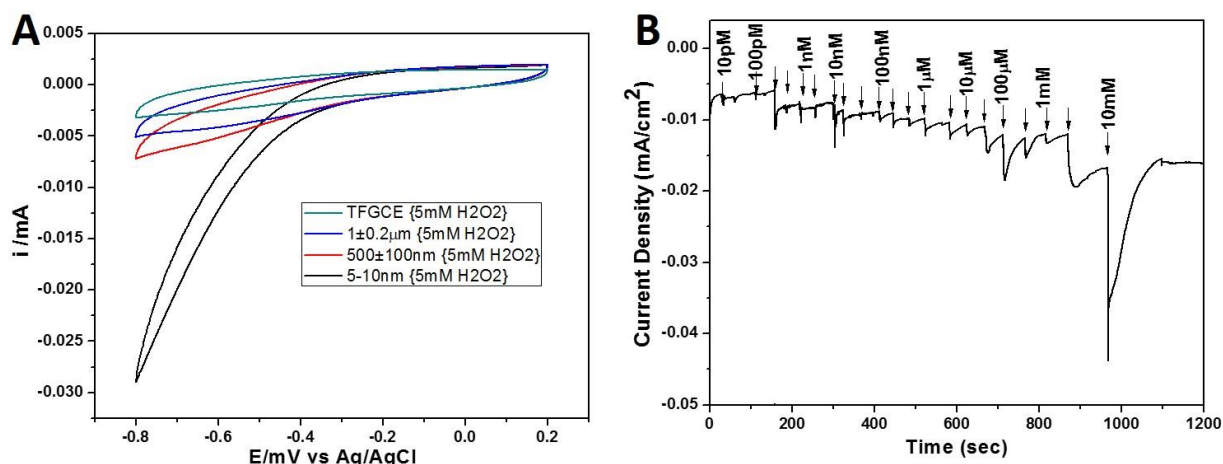 A
0.005
0.000
-0.005
-0.010
-0.015
-0.020
-0.025
-0.030
i /mA
TFGCE {5mM H2O2}
1±0.2μm {5mM H2O2}
500±100nm {5mM H2O2}
5-10nm {5mM H2O2}
-0.8
-0.6
-0.4
-0.2
0.0
0.2
E/mV vs Ag/AgCl
B
0.00
-0.01
-0.02
-0.03
-0.04
-0.05
Current Density (mA/cm²)
10pM
100pM
1nM
10nM
100nM
1μM
10μM
100μM
1mM
10mM
0
200
400
600
800
1000
1200
Time (sec)